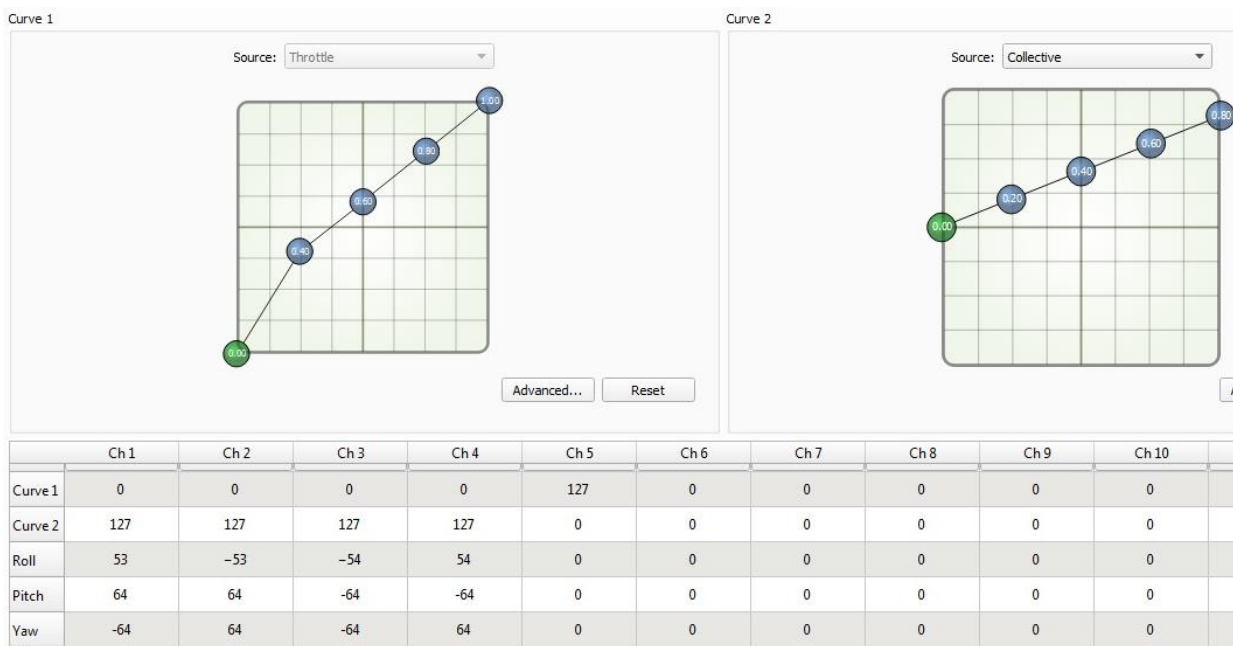 Curve 1 Curve 2
Source: Throttle Source: Collective
1.00
0.80
0.60
0.40
0.00
0.80
0.60
0.40
0.20
0.00
Advanced... Reset A
Ch 1 Ch 2 Ch 3 Ch 4 Ch 5 Ch 6 Ch 7 Ch 8 Ch 9 Ch 10
Curve 1 0 0 0 0 127 0 0 0 0 0
Curve 2 127 127 127 127 0 0 0 0 0 0
Roll 53 −53 −54 54 0 0 0 0 0 0
Pitch 64 64 -64 -64 0 0 0 0 0 0
Yaw -64 64 -64 64 0 0 0 0 0 0